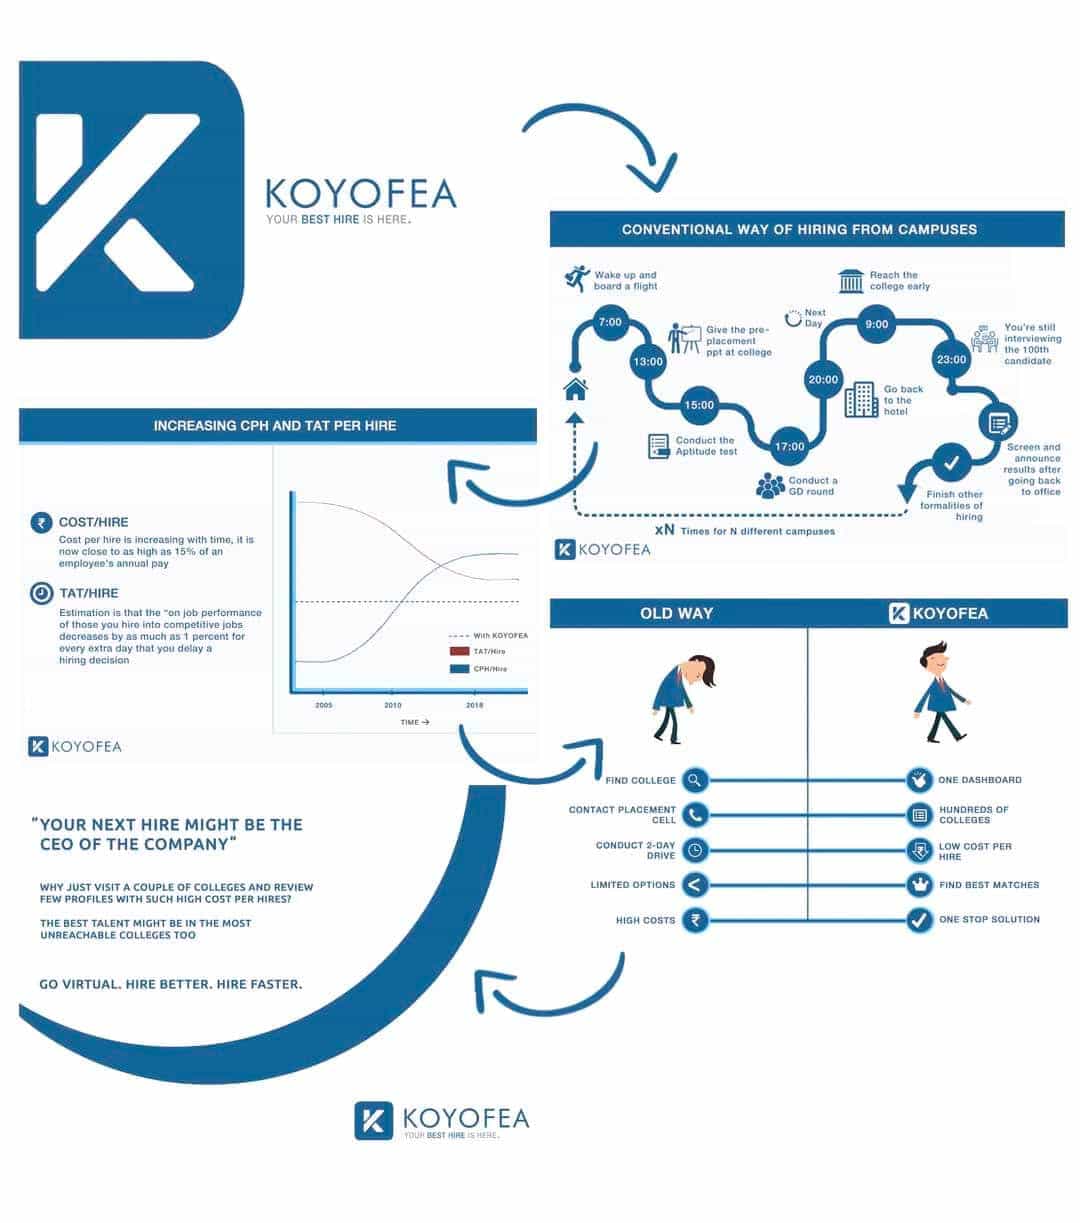 KOYOFEA
YOUR BEST HIRE IS HERE.
CONVENTIONAL WAY OF HIRING FROM CAMPUSES
Wake up and
board a flight
7:00
13:00
Give the pre-
placement
ppt at college
15:00
Conduct the
Aptitude test
17:00
Conduct a
GD round
20:00
Go back
to the
hotel
Next
Day
9:00
Reach the
college early
23:00
You're still
interviewing
the 100th
candidate
Screen and
announce
results after
going back
to office
Finish other
formalities of
hiring
xN Times for N different campuses
KOYOFEA
INCREASING CPH AND TAT PER HIRE
₹ COST/HIRE
Cost per hire is increasing with time, it is
now close to as high as 15% of an
employee's annual pay
TAT/HIRE
Estimation is that the "on job performance
of those you hire into competitive jobs
decreases by as much as 1 percent for
every extra day that you delay a
hiring decision
With KOYOFEA
TAT/Hire
CPH/Hire
2005 2010 2018
TIME →
KOYOFEA
OLD WAY
KOYOFEA
FIND COLLEGE
ONE DASHBOARD
CONTACT PLACEMENT
CELL
HUNDREDS OF
COLLEGES
CONDUCT 2-DAY
DRIVE
LOW COST PER
HIRE
LIMITED OPTIONS
FIND BEST MATCHES
HIGH COSTS ₹
ONE STOP SOLUTION
"YOUR NEXT HIRE MIGHT BE THE
CEO OF THE COMPANY"
WHY JUST VISIT A COUPLE OF COLLEGES AND REVIEW
FEW PROFILES WITH SUCH HIGH COST PER HIRES?
THE BEST TALENT MIGHT BE IN THE MOST
UNREACHABLE COLLEGES TOO
GO VIRTUAL. HIRE BETTER. HIRE FASTER.
KOYOFEA
YOUR BEST HIRE IS HERE.